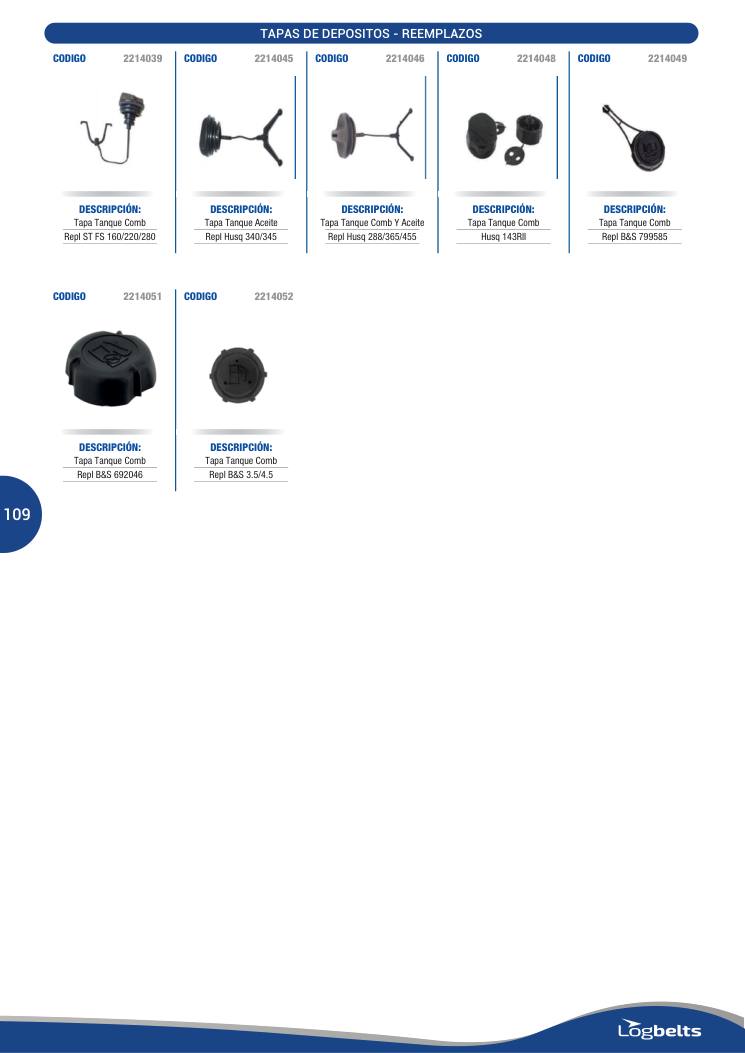 TAPAS DE DEPOSITOS - REEMPLAZOS
CODIGO 2214039
DESCRIPCIÓN:
Tapa Tanque Comb
Repl ST FS 160/220/280
CODIGO 2214045
DESCRIPCIÓN:
Tapa Tanque Aceite
Repl Husq 340/345
CODIGO 2214046
DESCRIPCIÓN:
Tapa Tanque Comb Y Aceite
Repl Husq 288/365/455
CODIGO 2214048
DESCRIPCIÓN:
Tapa Tanque Comb
Husq 143RII
CODIGO 2214049
DESCRIPCIÓN:
Tapa Tanque Comb
Repl B&S 799585
CODIGO 2214051
DESCRIPCIÓN:
Tapa Tanque Comb
Repl B&S 692046
CODIGO 2214052
DESCRIPCIÓN:
Tapa Tanque Comb
Repl B&S 3.5/4.5
109
Logbelts